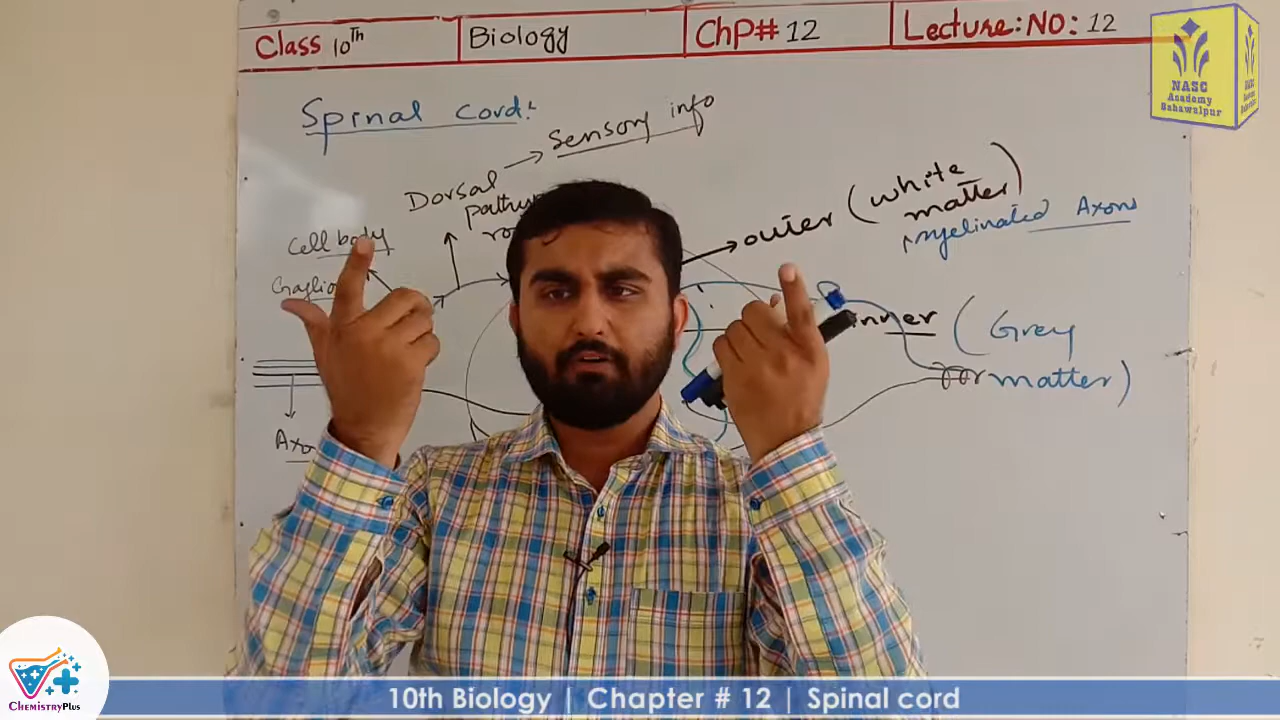 Class 10Th
Biology
ChP# 12
Lecture: No: 12
NASC
Academy
Bahawalpur
Spinal cord:
Sensory info
Dorsal
Cell body
outer (white
matter)
myelinated Axons
inner (Grey
matter)
10th Biology | Chapter # 12 | Spinal cord
ChemistryPlus